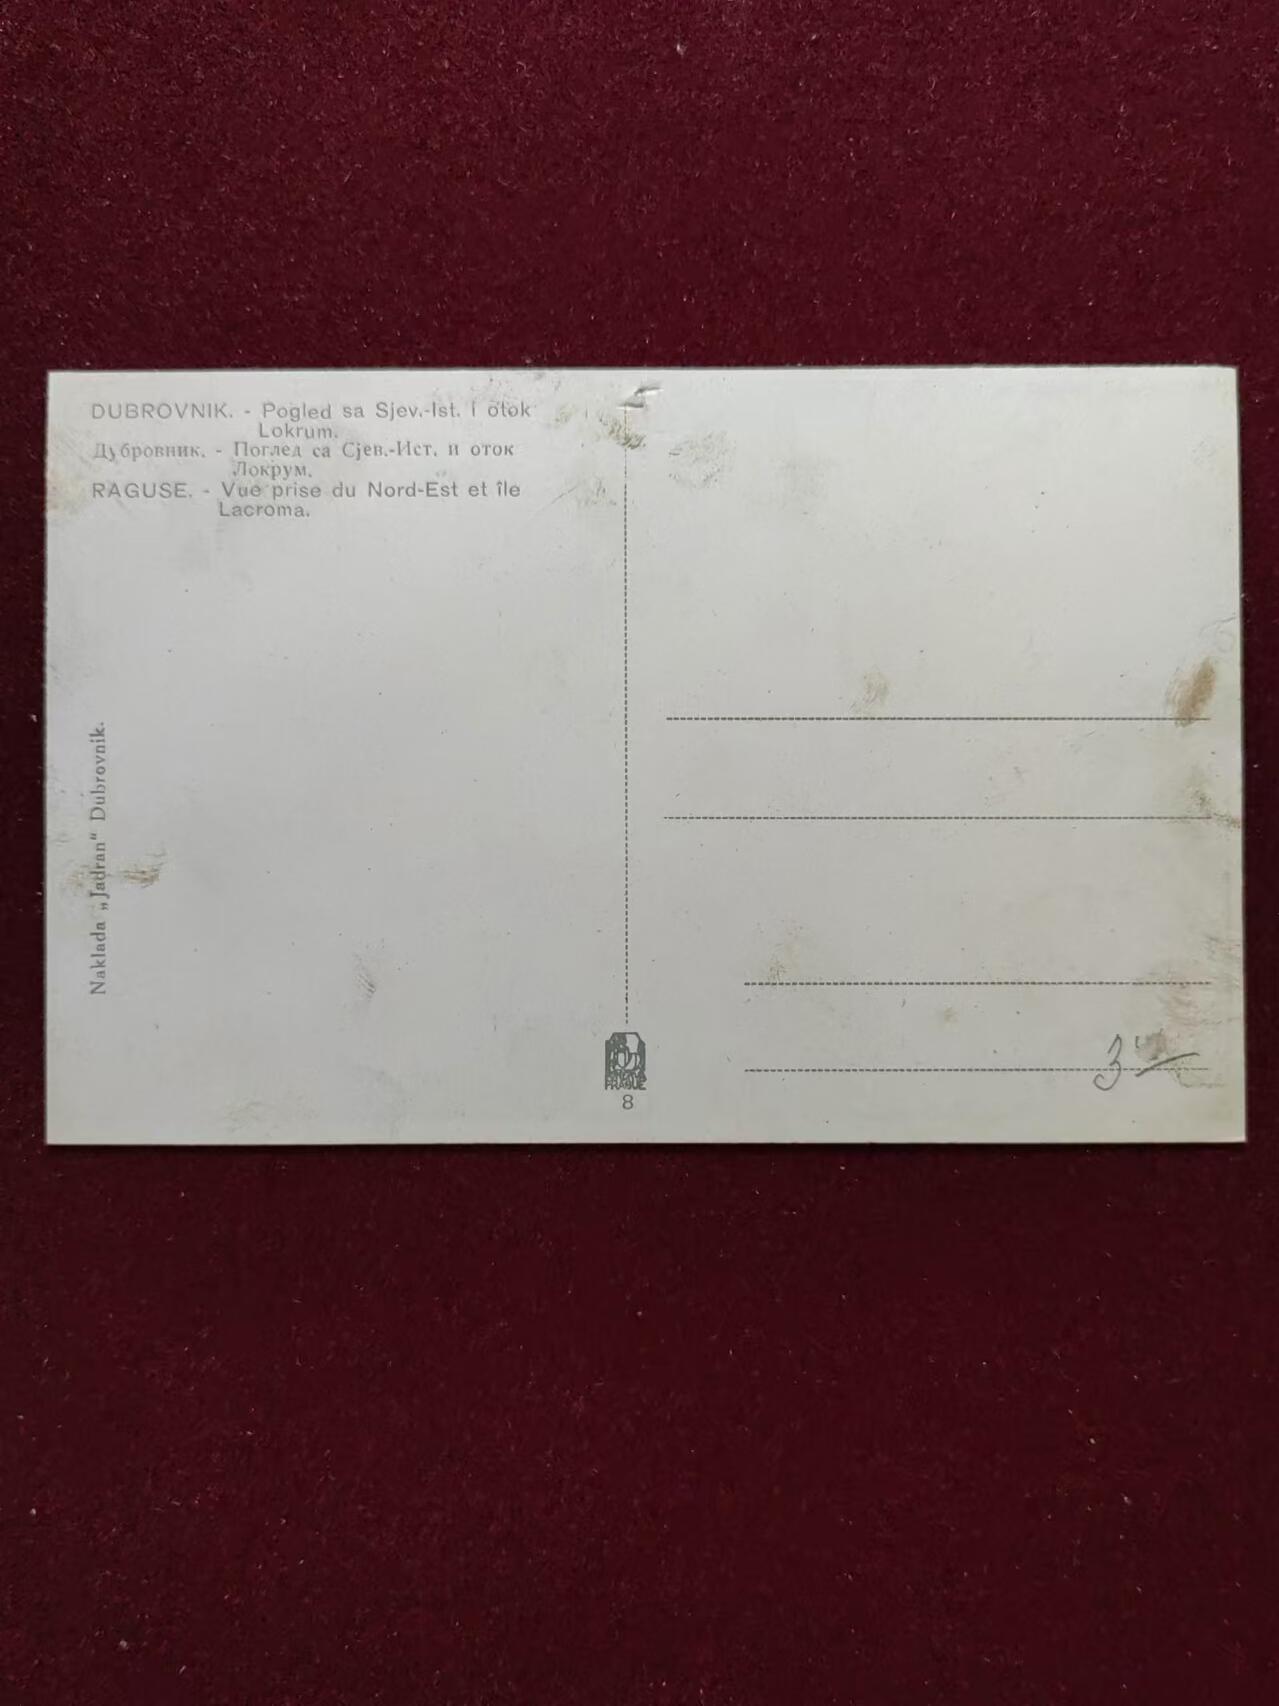 DUBROVNIK. - Pogled sa Sjev.-Ist. i otok
Lokrum.
Дубровник. - Поглед са Сјев.-Ист. и оток
Локрум.
RAGUSE. - Vue prise du Nord-Est et île
Lacroma.
Naklada „Jadran“ Dubrovnik.
PRAGUE
8
3